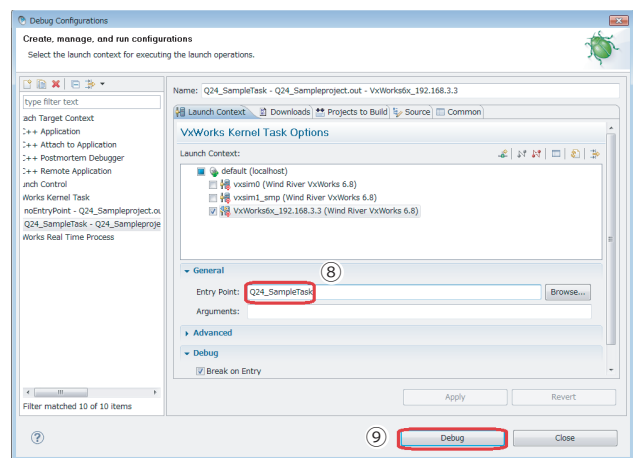 Debug Configurations
Create, manage, and run configurations
Select the launch context for executing the launch operations.
type filter text
ach Target Context
C++ Application
C++ Attach to Application
C++ Postmortem Debugger
C++ Remote Application
unch Control
Works Kernel Task
noEntryPoint - Q24_Sampleproject.ou
Q24_SampleTask - Q24_Sampleproje
Works Real Time Process
Filter matched 10 of 10 items
Name: Q24_SampleTask - Q24_Sampleproject.out - VxWorks6x_192.168.3.3
Launch Context Downloads Projects to Build Source Common
VxWorks Kernel Task Options
Launch Context:
default (localhost)
vxsim0 (Wind River VxWorks 6.8)
vxsim1_smp (Wind River VxWorks 6.8)
VxWorks6x_192.168.3.3 (Wind River VxWorks 6.8)
General
⑧
Entry Point: Q24_SampleTask Browse...
Arguments:
Advanced
Debug
Break on Entry
Apply Revert
⑨ Debug Close